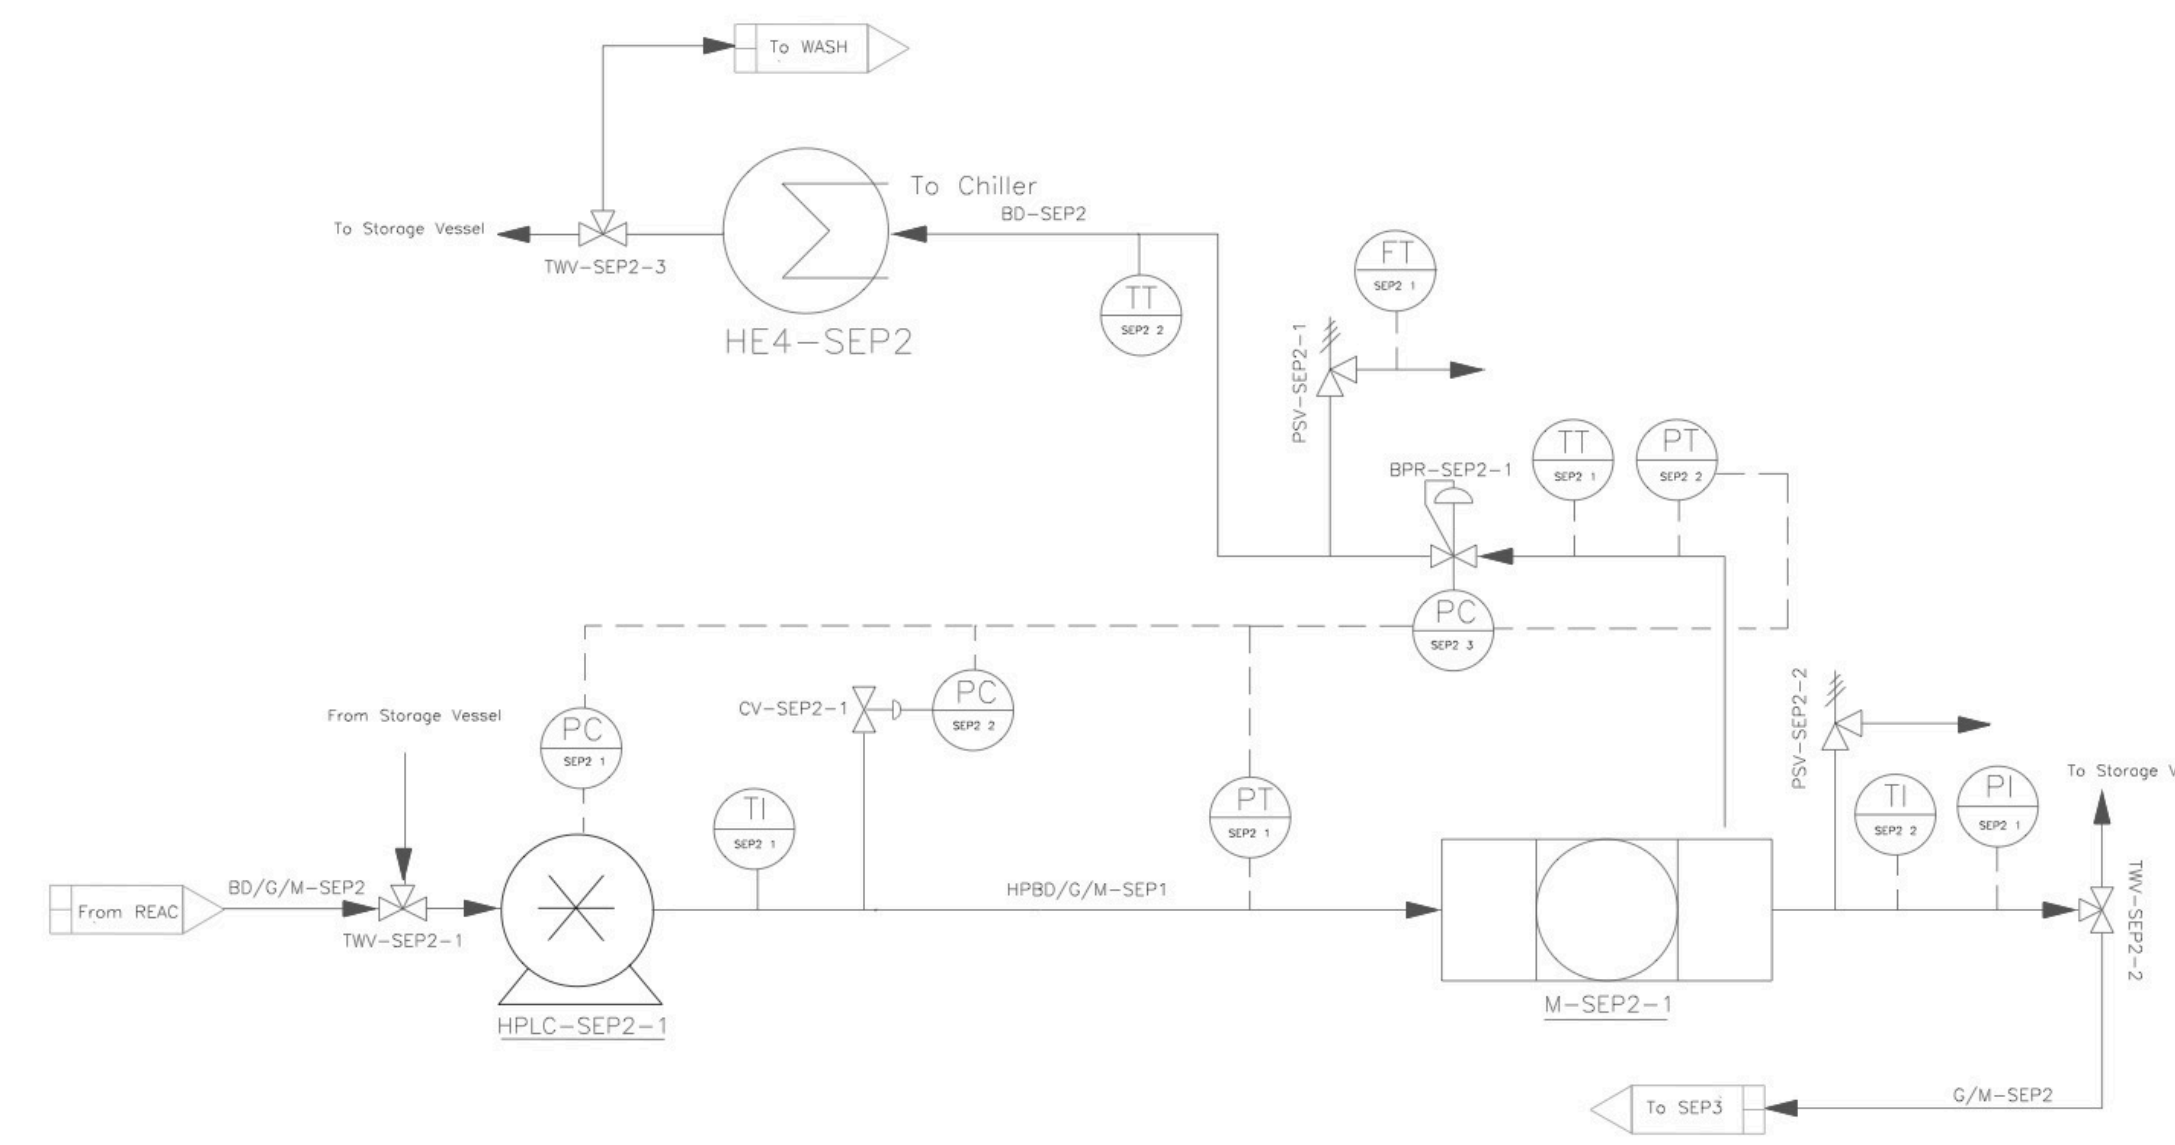 To WASH
To Chiller
BD-SEP2
To Storage Vessel
TWV-SEP2-3
HE4-SEP2
TT
SEP2 2
FT
SEP2 1
PSV-SEP2-1
BPR-SEP2-1
TT
SEP2 1
PT
SEP2 2
PC
SEP2 3
From Storage Vessel
PC
SEP2 1
CV-SEP2-1
PC
SEP2 2
TI
SEP2 1
PT
SEP2 1
PSV-SEP2-2
TI
SEP2 2
PI
SEP2 1
To Storage V
TWV-SEP2-2
From REAC
BD/G/M-SEP2
TWV-SEP2-1
HPLC-SEP2-1
HPBD/G/M-SEP1
M-SEP2-1
To SEP3
G/M-SEP2